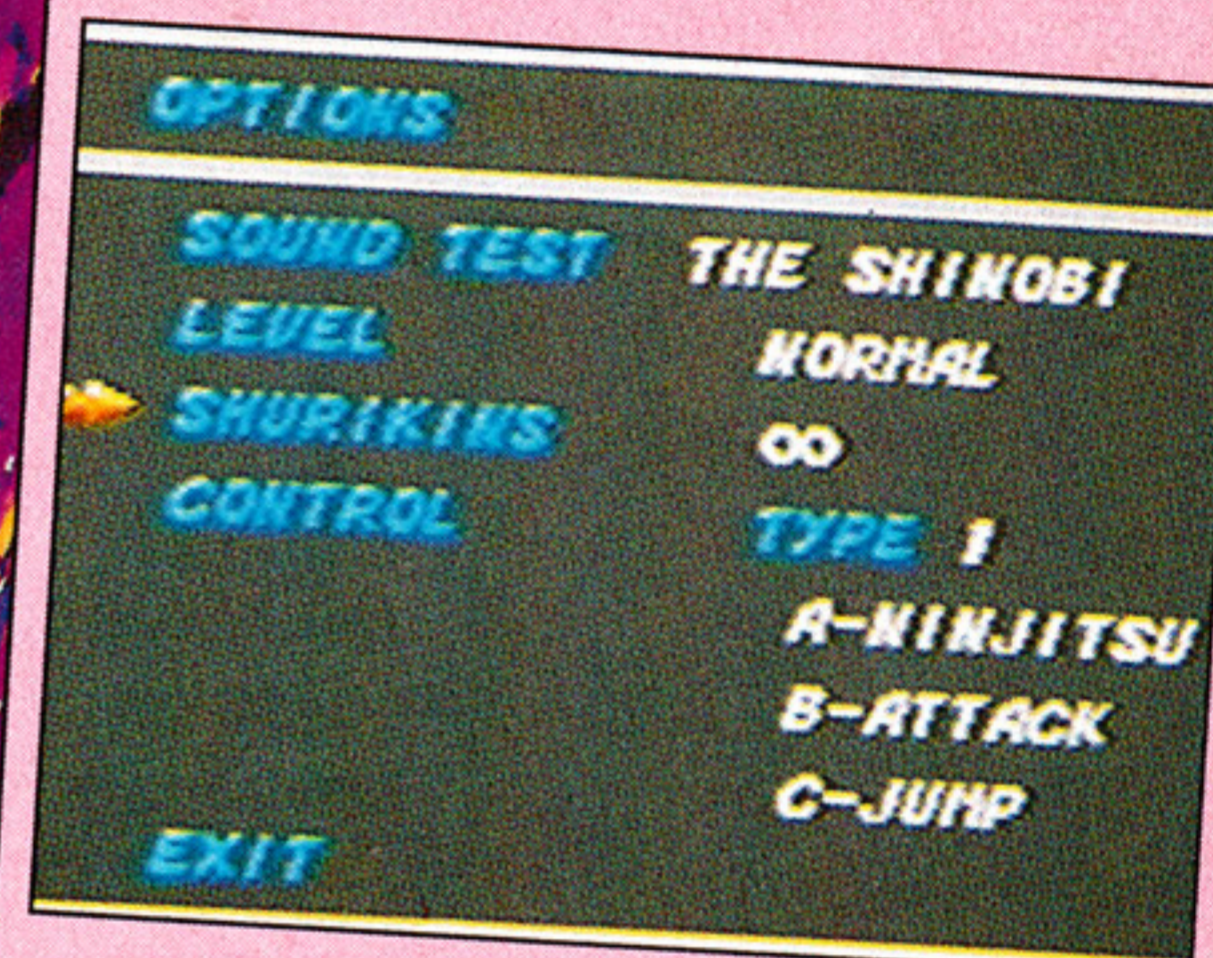 OPTIONS
SOUND TEST THE SHINOBI
LEVEL NORMAL
SHURIKINS ∞
CONTROL TYPE 1
A-NINJITSU
B-ATTACK
C-JUMP
EXIT